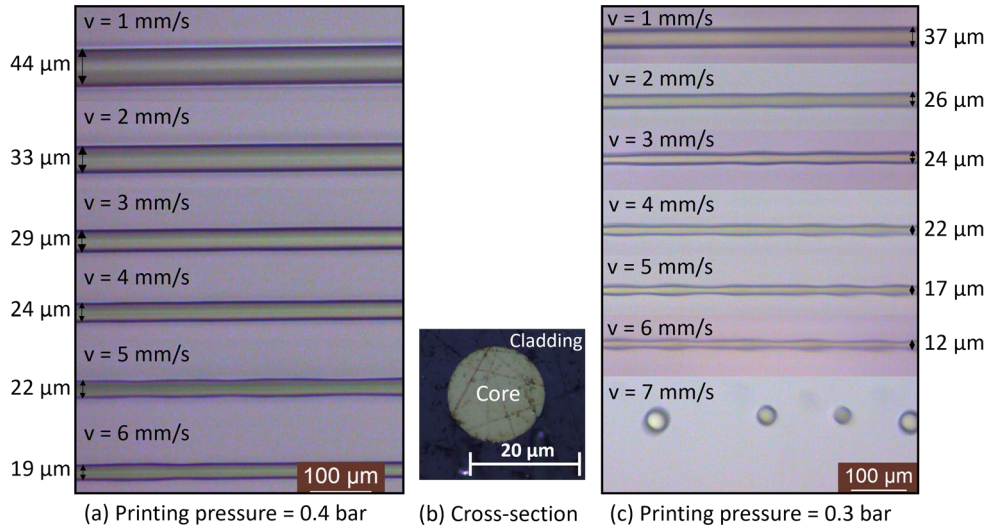 v = 1 mm/s
44 µm
v = 2 mm/s
33 µm
v = 3 mm/s
29 µm
v = 4 mm/s
24 µm
v = 5 mm/s
22 µm
v = 6 mm/s
19 µm
100 µm
(a) Printing pressure = 0.4 bar
Cladding
Core
20 µm
(b) Cross-section
v = 1 mm/s
37 µm
v = 2 mm/s
26 µm
v = 3 mm/s
24 µm
v = 4 mm/s
22 µm
v = 5 mm/s
17 µm
v = 6 mm/s
12 µm
v = 7 mm/s
100 µm
(c) Printing pressure = 0.3 bar